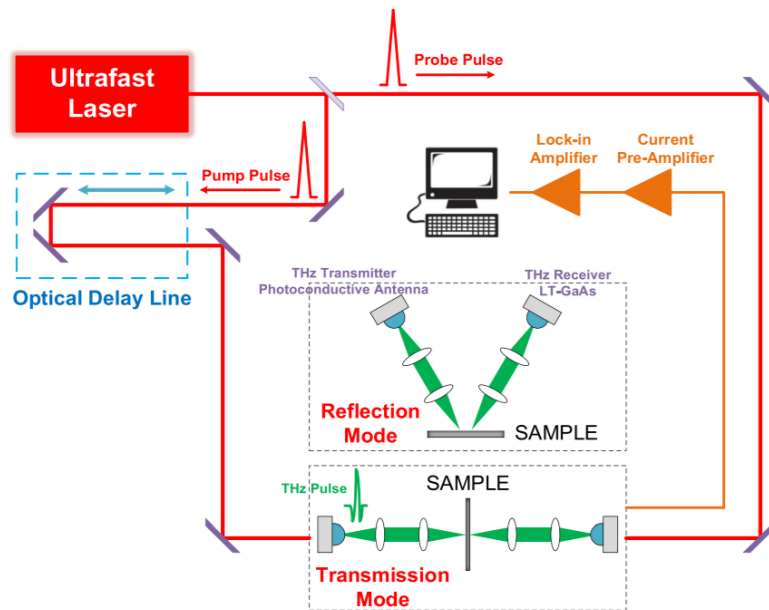 Probe Pulse
Ultrafast
Laser
Lock-in
Amplifier
Current
Pre-Amplifier
Pump Pulse
Optical Delay Line
THz Transmitter
Photoconductive Antenna
THz Receiver
LT-GaAs
Reflection
Mode
SAMPLE
THz Pulse
SAMPLE
Transmission
Mode